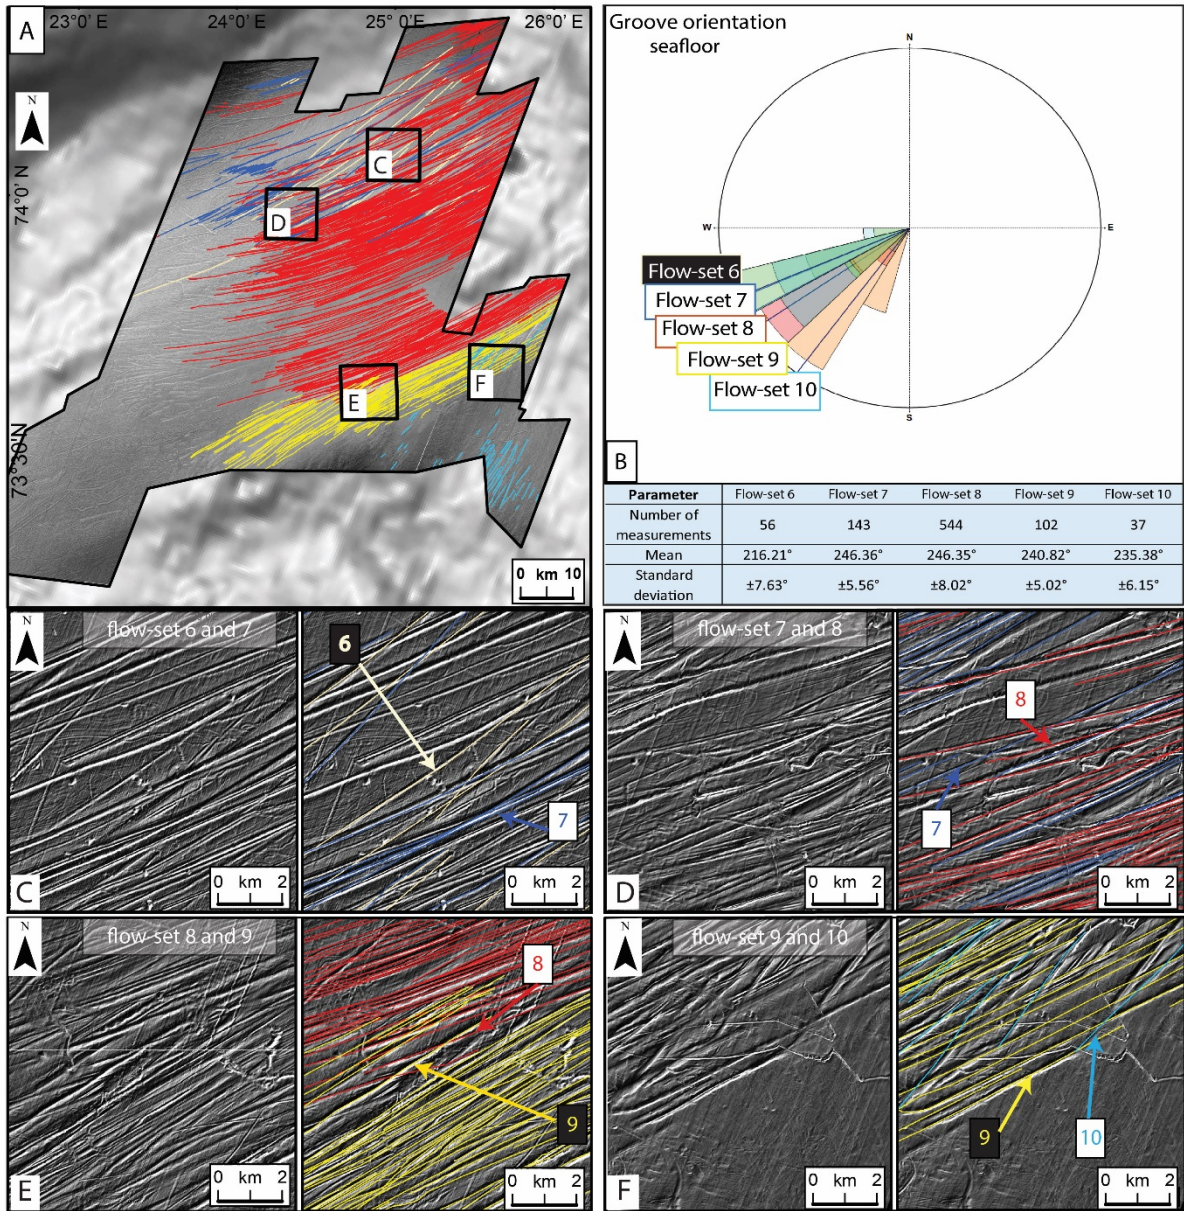 A
23°0' E
24°0' E
25°0' E
26°0' E
N
74°0' N
73°30'N
C
D
E
F
0 km 10
Groove orientation
seafloor
N
W
E
S
Flow-set 6
Flow-set 7
Flow-set 8
Flow-set 9
Flow-set 10
B
Parameter Flow-set 6 Flow-set 7 Flow-set 8 Flow-set 9 Flow-set 10
Number of
measurements 56 143 544 102 37
Mean 216.21° 246.36° 246.35° 240.82° 235.38°
Standard
deviation ±7.63° ±5.56° ±8.02° ±5.02° ±6.15°
N
flow-set 6 and 7
6
7
C
0 km 2
0 km 2
N
flow-set 7 and 8
8
7
D
0 km 2
0 km 2
N
flow-set 8 and 9
8
9
E
0 km 2
0 km 2
N
flow-set 9 and 10
9
10
F
0 km 2
0 km 2